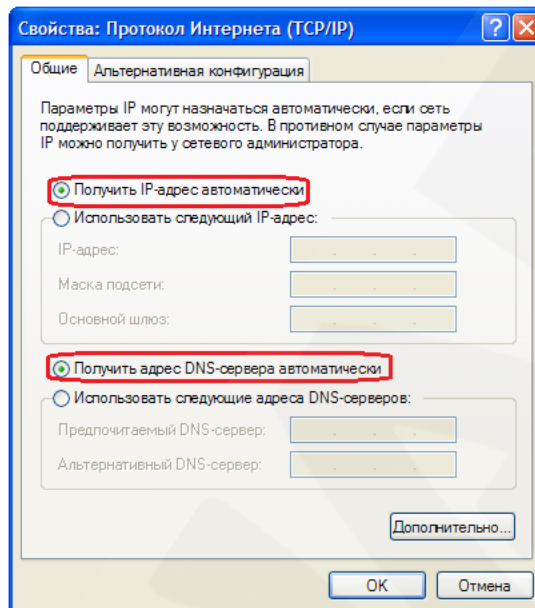 Свойства: Протокол Интернета (TCP/IP)
Общие
Альтернативная конфигурация
Параметры IP могут назначаться автоматически, если сеть
поддерживает эту возможность. В противном случае параметры
IP можно получить у сетевого администратора.
Получить IP-адрес автоматически
Использовать следующий IP-адрес:
IP-адрес:
Маска подсети:
Основной шлюз:
Получить адрес DNS-сервера автоматически
Использовать следующие адреса DNS-серверов:
Предпочитаемый DNS-сервер:
Альтернативный DNS-сервер:
Дополнительно...
OK
Отмена